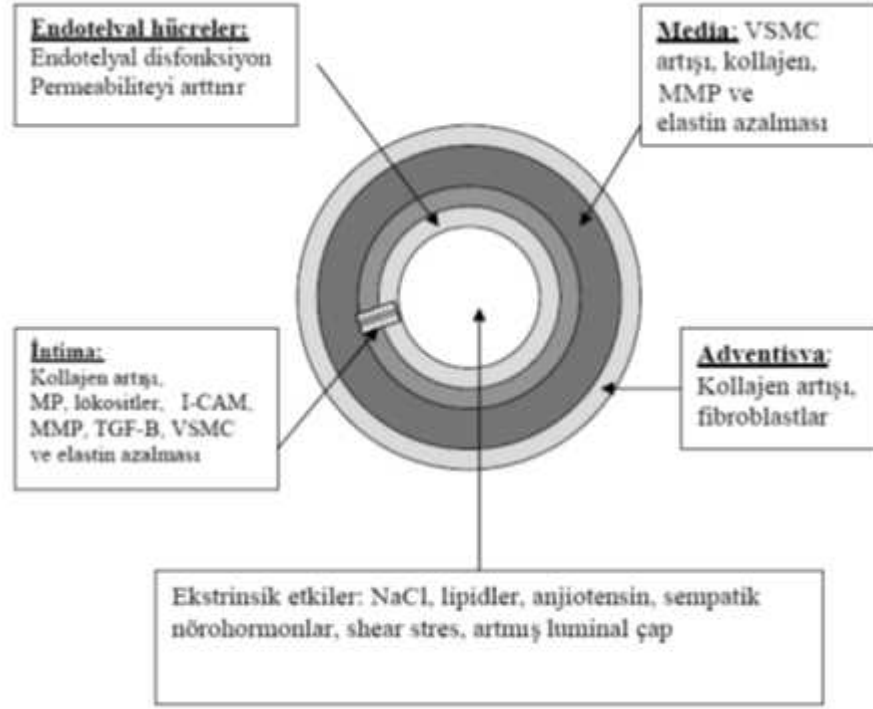 Endotelyal hücreler:
Endotelyal disfonksiyon
Permeabiliteyi arttırır
Media: VSMC
artışı, kollajen,
MMP ve
elastin azalması
İntima:
Kollajen artışı,
MP, lökositler, I-CAM,
MMP, TGF-B, VSMC
ve elastin azalması
Adventisya:
Kollajen artışı,
fibroblastlar
Ekstrinsik etkiler: NaCl, lipidler, anjiotensin, sempatik
nörohormonlar, shear stres, artmış luminal çap